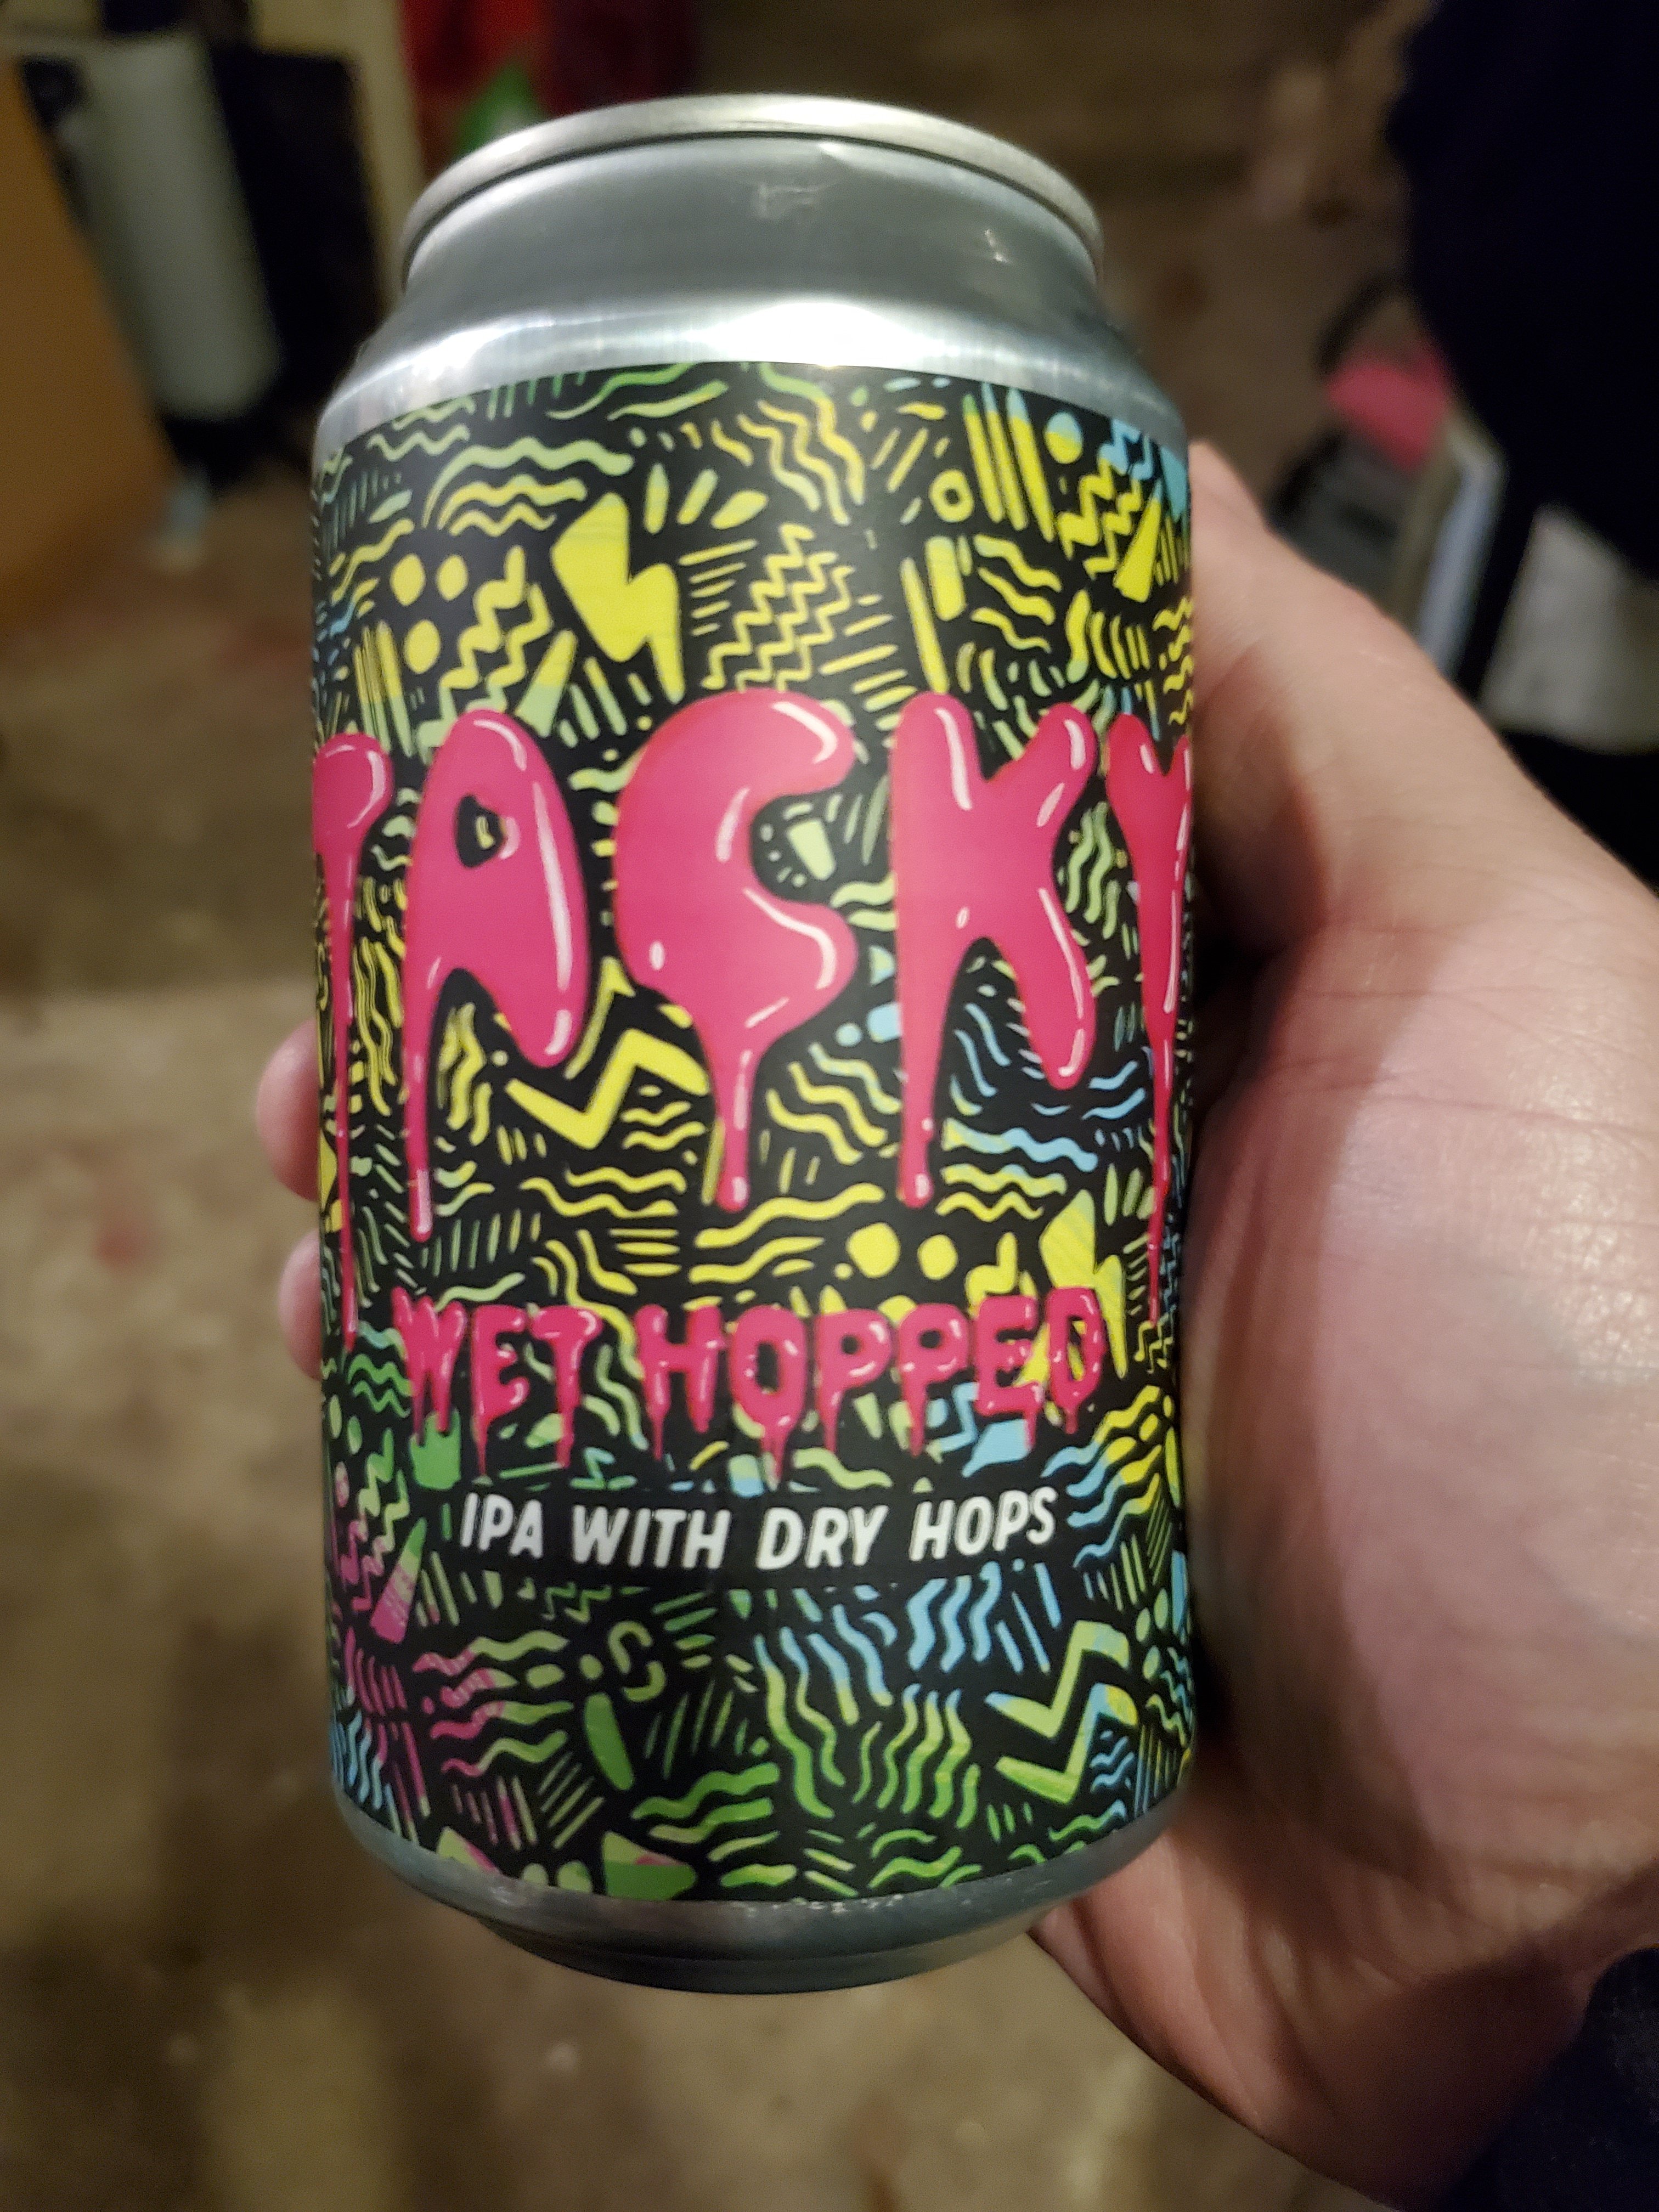 TACKY
WET HOPPED
IPA WITH DRY HOPS